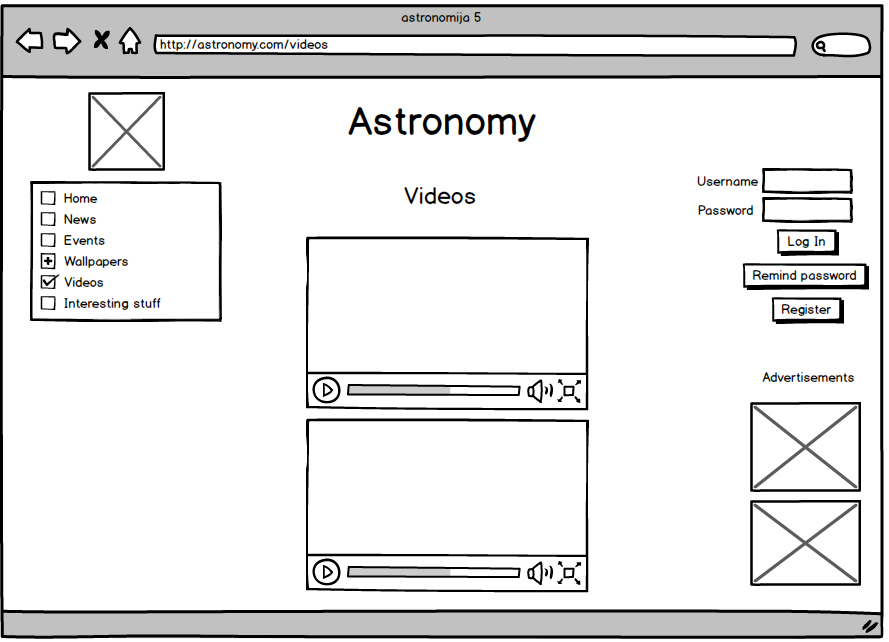 astronomija 5
http://astronomy.com/videos
Astronomy
Videos
Home
News
Events
Wallpapers
Videos
Interesting stuff
Username
Password
Log In
Remind password
Register
Advertisements